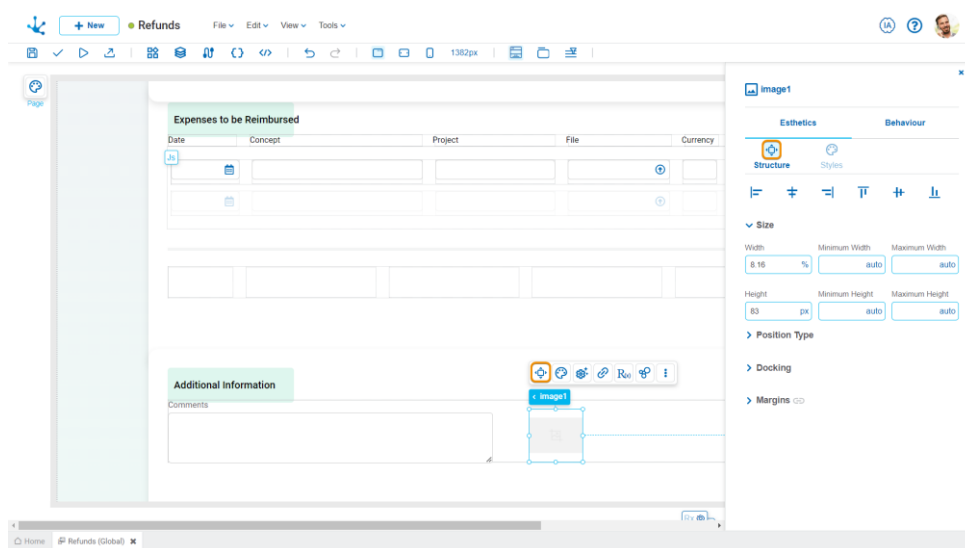 + New
Refunds
File
Edit
View
Tools
IA
?
1382px
Page
Expenses to be Reimbursed
Date
Concept
Project
File
Currency
Js
Additional Information
Comments
R(x)
< image1
image1
Esthetics
Behaviour
Structure
Styles
Size
Width
Minimum Width
Maximum Width
8.16 %
auto
auto
Height
Minimum Height
Maximum Height
83 px
auto
auto
Position Type
Docking
Margins
Home
Refunds (Global)